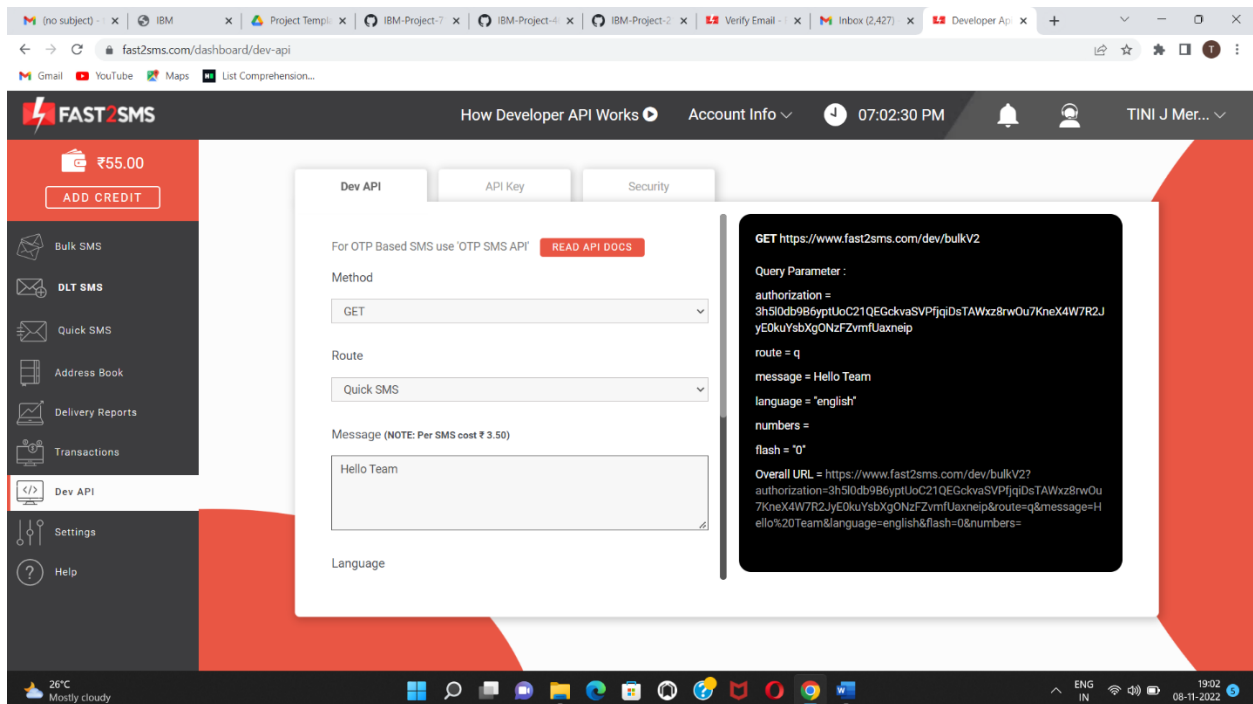 (no subject) -
IBM
Project Templ
IBM-Project-7
IBM-Project-4
IBM-Project-2
Verify Email -
Inbox (2,427) -
Developer Api
fast2sms.com/dashboard/dev-api
T
Gmail
YouTube
Maps
List Comprehension...
FAST2SMS
How Developer API Works
Account Info
07:02:30 PM
TINI J Mer...
₹55.00
ADD CREDIT
Bulk SMS
DLT SMS
Quick SMS
Address Book
Delivery Reports
Transactions
Dev API
Settings
Help
Dev API
API Key
Security
For OTP Based SMS use 'OTP SMS API'
READ API DOCS
Method
GET
Route
Quick SMS
Message (NOTE: Per SMS cost ₹ 3.50)
Hello Team
Language
GET https://www.fast2sms.com/dev/bulkV2
Query Parameter :
authorization =
3h5l0db9B6yptUoC21QEGckvaSVPfjqiDsTAWxz8rwOu7KneX4W7R2J
yE0kuYsbXgONzFZvmfUaxneip
route = q
message = Hello Team
language = "english"
numbers =
flash = "0"
Overall URL = https://www.fast2sms.com/dev/bulkV2?
authorization=3h5l0db9B6yptUoC21QEGckvaSVPfjqiDsTAWxz8rwOu
7KneX4W7R2JyE0kuYsbXgONzFZvmfUaxneip&route=q&message=H
ello%20Team&language=english&flash=0&numbers=
26°C
Mostly cloudy
ENG
IN
19:02
08-11-2022
5